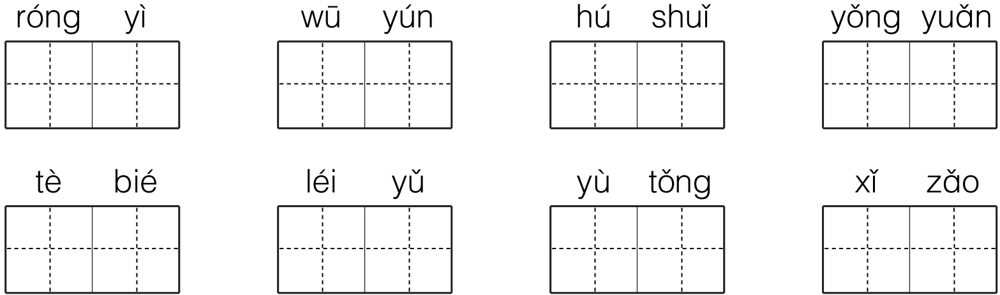 róng yì wū yún hú shuǐ yǒng yuǎn
tè bié léi yǔ yù tǒng xǐ zǎo